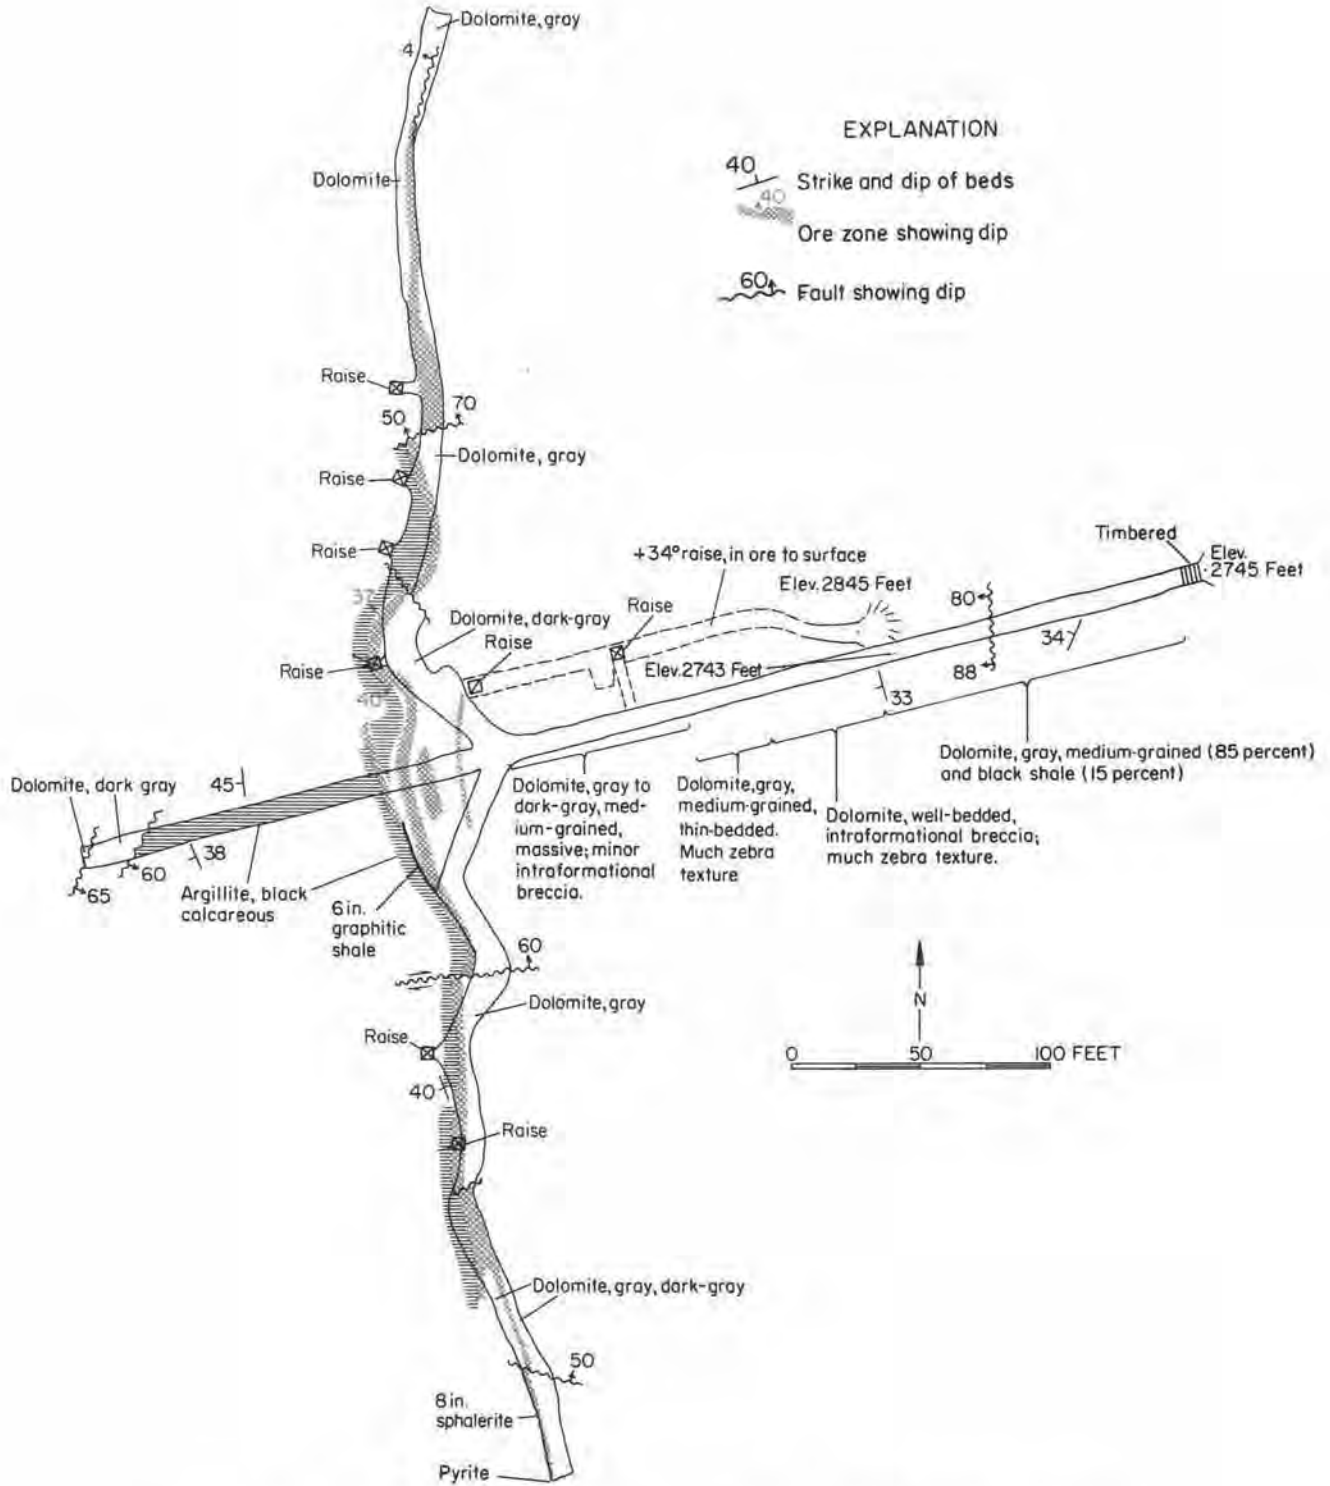 Dolomite, gray
4
EXPLANATION
40
Strike and dip of beds
40
Ore zone showing dip
60
Fault showing dip
Dolomite
Raise
50
70
Dolomite, gray
Raise
Raise
+34° raise, in ore to surface
Elev. 2845 Feet
Timbered
Elev.
2745 Feet
80
37
Dolomite, dark-gray
Raise
Raise
Raise
Elev. 2743 Feet
34
88
40
33
Dolomite, dark gray
45
38
60
65
Argillite, black
calcareous
6 in.
graphitic
shale
Dolomite, gray to
dark-gray, med-
ium-grained,
massive; minor
intraformational
breccia.
Dolomite, gray,
medium-grained,
thin-bedded.
Much zebra
texture
Dolomite, well-bedded,
intraformational breccia;
much zebra texture.
Dolomite, gray, medium-grained (85 percent)
and black shale (15 percent)
60
Dolomite, gray
N
Raise
0 50 100 FEET
40
Raise
Dolomite, gray, dark-gray
50
8 in.
sphalerite
Pyrite